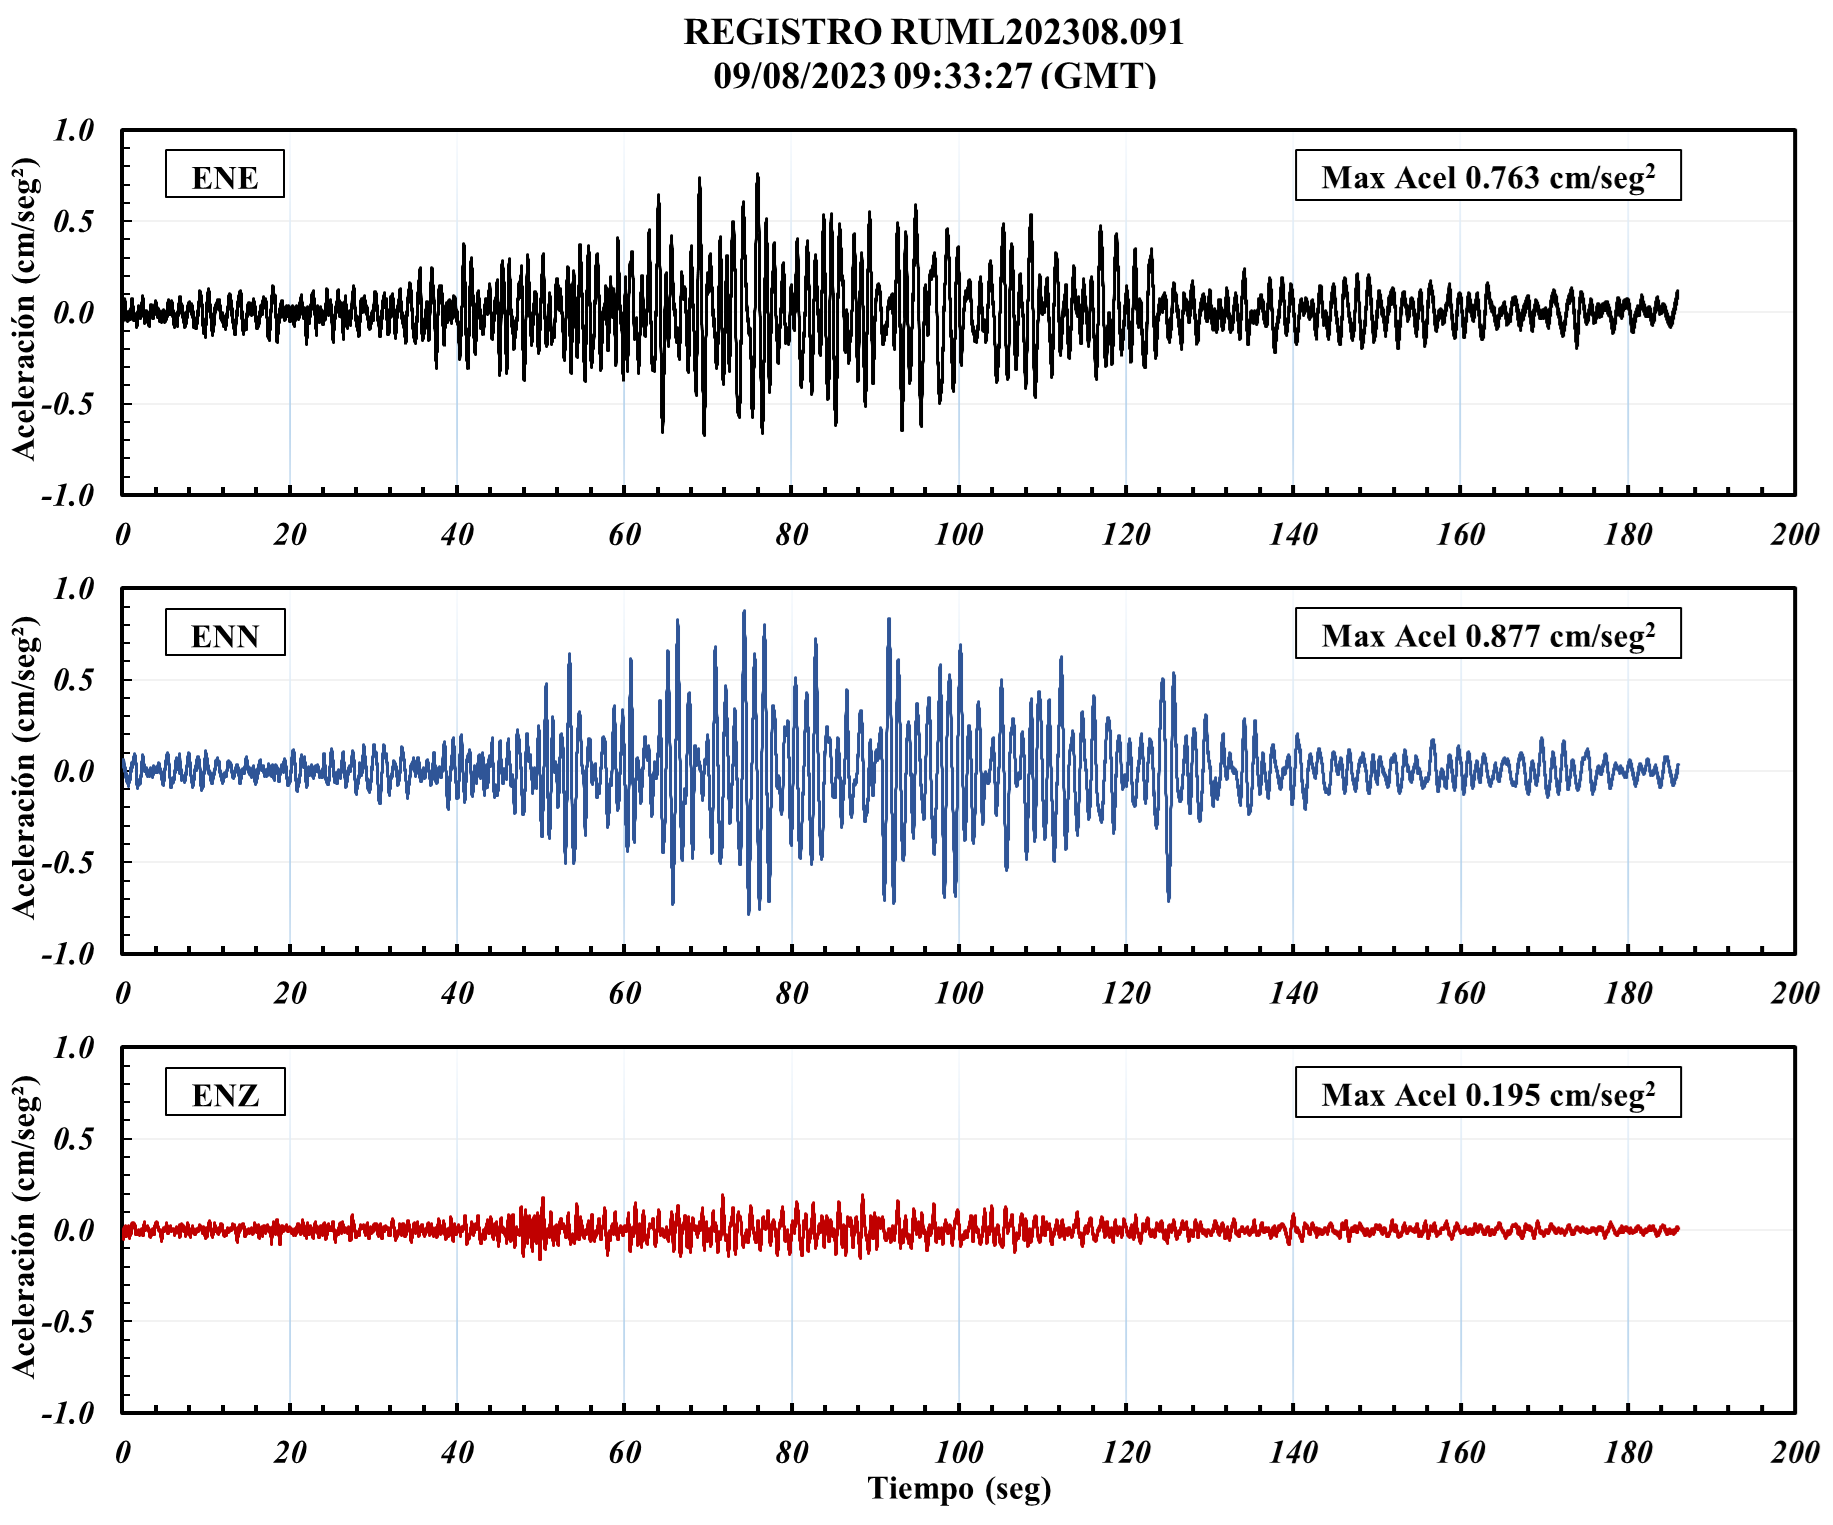 REGISTRO RUML202308.091
09/08/2023 09:33:27 (GMT)
Aceleración (cm/seg²)
1.0
0.5
0.0
-0.5
-1.0
ENE
Max Acel 0.763 cm/seg²
0 20 40 60 80 100 120 140 160 180 200
Aceleración (cm/seg²)
1.0
0.5
0.0
-0.5
-1.0
ENN
Max Acel 0.877 cm/seg²
0 20 40 60 80 100 120 140 160 180 200
Aceleración (cm/seg²)
1.0
0.5
0.0
-0.5
-1.0
ENZ
Max Acel 0.195 cm/seg²
0 20 40 60 80 100 120 140 160 180 200
Tiempo (seg)